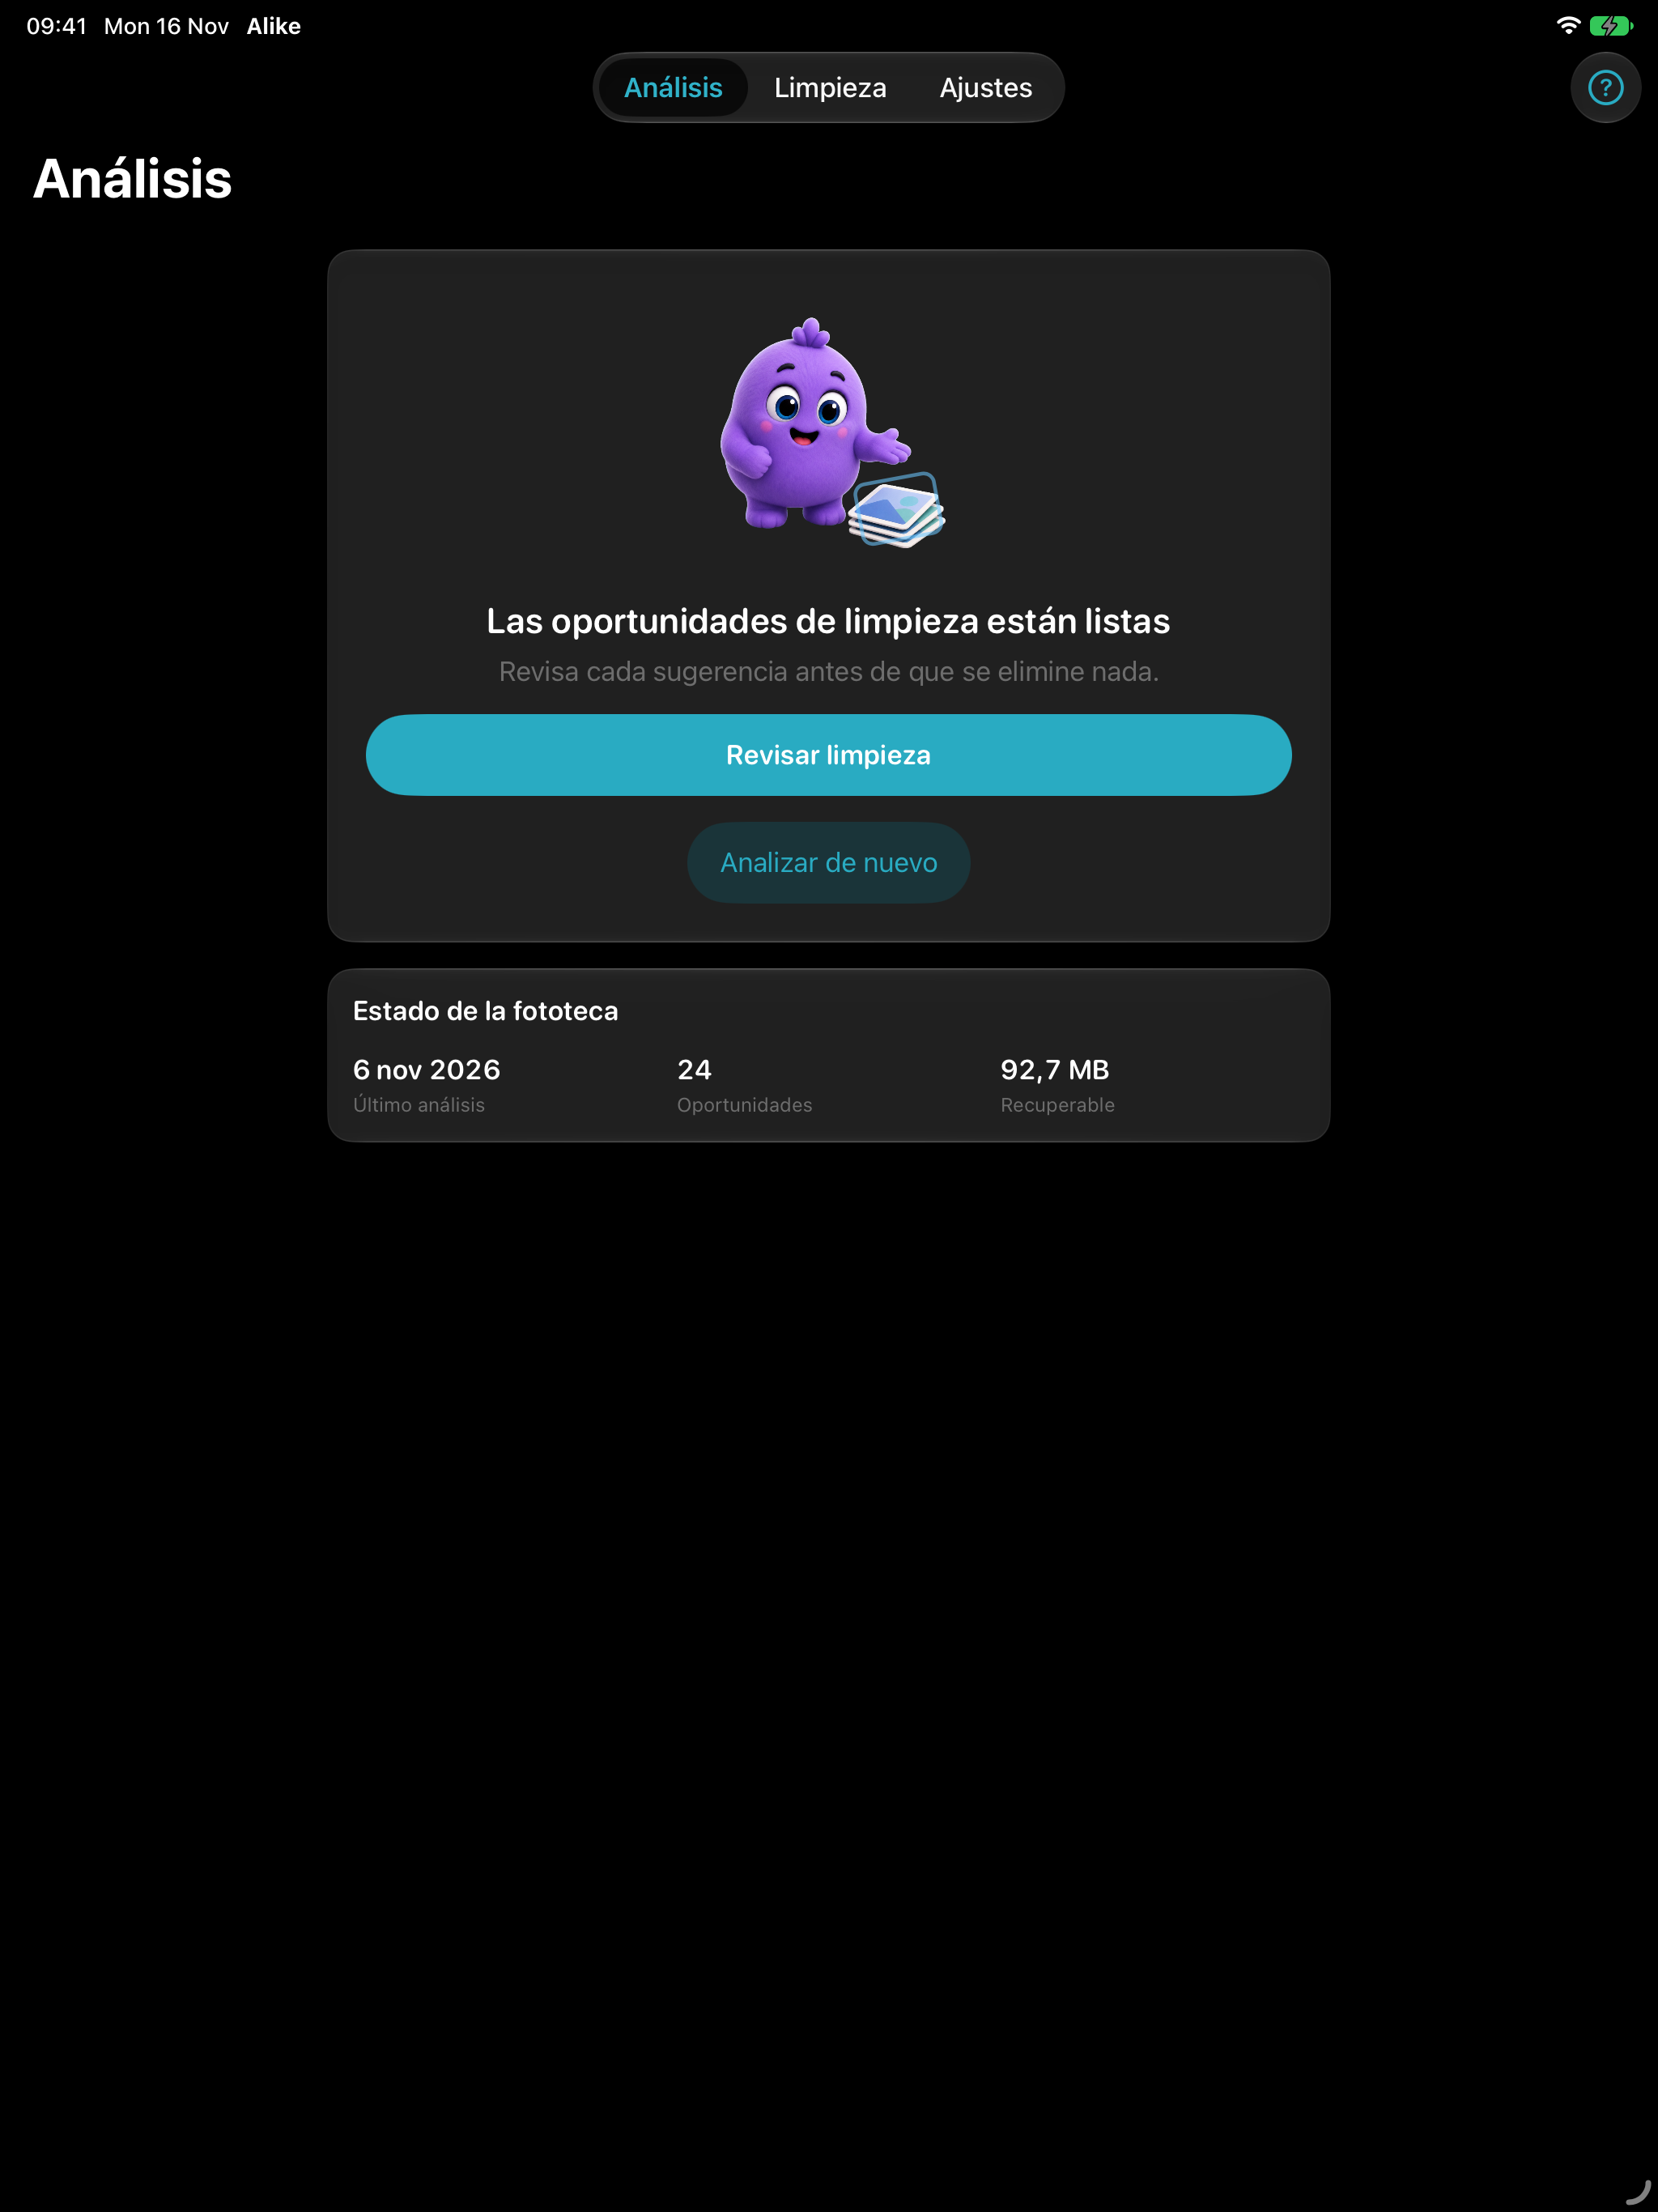 09:41 Mon 16 Nov Alike
Análisis Limpieza Ajustes
?
Análisis
Las oportunidades de limpieza están listas
Revisa cada sugerencia antes de que se elimine nada.
Revisar limpieza
Analizar de nuevo
Estado de la fototeca
6 nov 2026 24 92,7 MB
Último análisis Oportunidades Recuperable